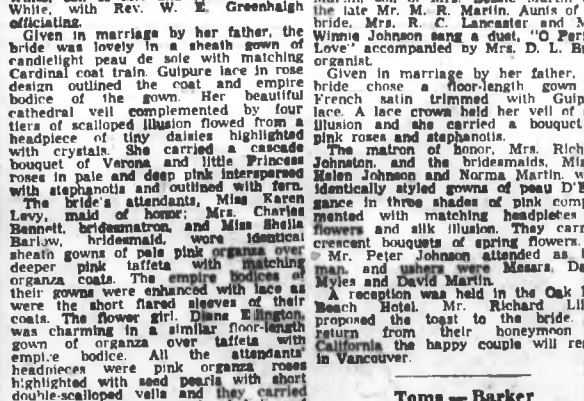 White, with Rev. W. E. Greenhalgh
officiating.
Given in marriage by her father, the
bride was lovely in a sheath gown of
candlelight peau de soie with matching
Cardinal coat train. Guipure lace in rose
design outlined the coat and empire
bodice of the gown. Her beautiful
cathedral veil complemented by four
tiers of scalloped illusion flowed from a
headpiece of tiny daisies highlighted
with crystals. She carried a cascade
bouquet of Verona and little Princess
roses in pale and deep pink interspersed
with stephanotis and outlined with fern.
The bride's attendants, Miss Karen
Levy, maid of honor; Mrs. Charles
Bennett, bridesmatron, and Miss Sheila
Barlow, bridesmaid, wore identical
sheath gowns of pale pink organza over
deeper pink taffeta with matching
organza coats. The empire bodices of
their gowns were enhanced with lace as
were the short flared sleeves of their
coats. The flower girl, Diane Ellington,
was charming in a similar floor-length
gown of organza over taffeta with
empire bodice. All the attendants'
headpieces were pink organza roses
highlighted with seed pearls with short
double-scalloped veils and they carried
the late Mr. M. R. Martin. Aunts of
bride, Mrs. R. C. Lancaster and
Winnie Johnson sang a duet, "O Per
Love" accompanied by Mrs. D. L. 
organist.
Given in marriage by her father,
bride chose a floor-length gown
French satin trimmed with Guip
lace. A lace crown held her veil of
illusion and she carried a bouquet
pink roses and stephanotis.
The matron of honor, Mrs. Rich
Johnston, and the bridesmaids, Mi
Helen Johnson and Norma Martin, w
identically styled gowns of peau D'E
gance in three shades of pink comp
mented with matching headpieces
flowers and silk illusion. They carr
crescent bouquets of spring flowers.
Mr. Peter Johnson attended as
man, and ushers were Messrs. Do
Myles and David Martin.
A reception was held in the Oak
Beach Hotel. Mr. Richard Lil
proposed the toast to the bride.
return from their honeymoon
California the happy couple will re
in Vancouver.
Toms — Barker